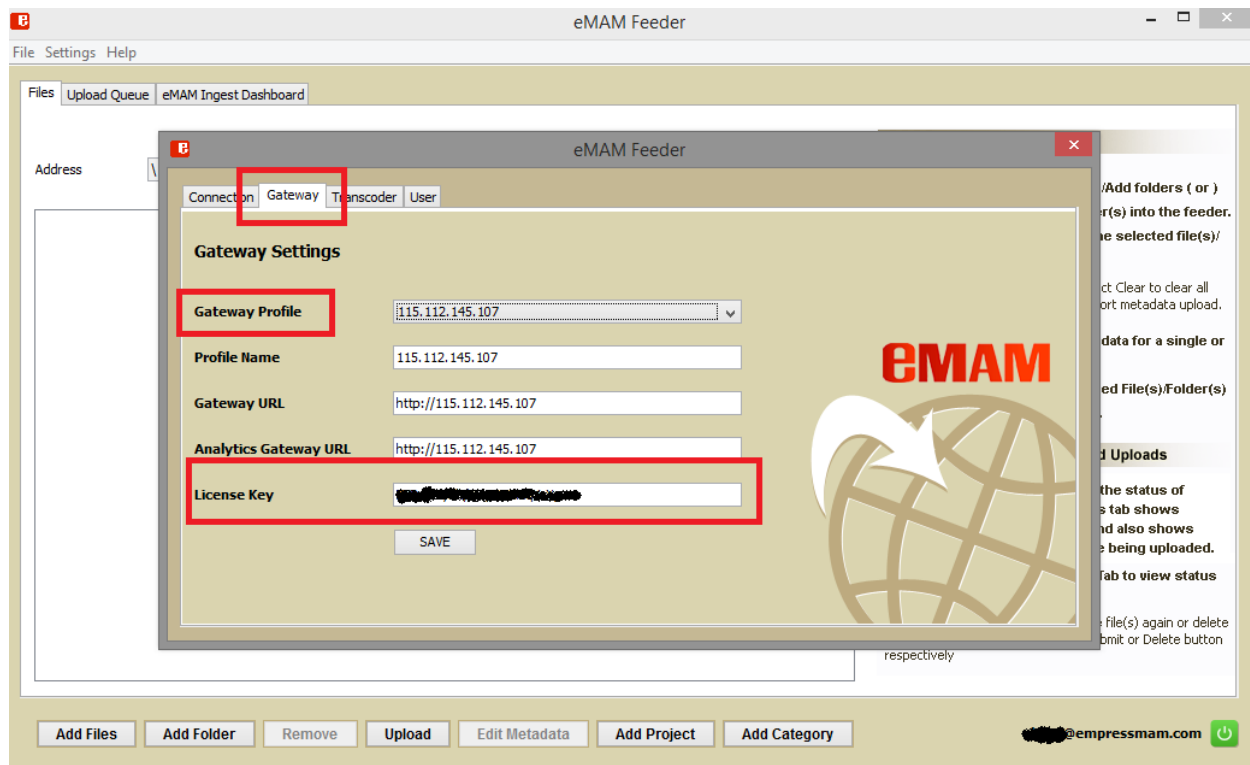 eMAM Feeder
File Settings Help
Files Upload Queue eMAM Ingest Dashboard
Address \
/Add folders ( or )
r(s) into the feeder.
ne selected file(s)/
ct Clear to clear all
ort metadata upload.
data for a single or
ed File(s)/Folder(s)
d Uploads
the status of
s tab shows
nd also shows
e being uploaded.
Tab to view status
file(s) again or delete
bmit or Delete button
respectively
eMAM Feeder
Connection Gateway Transcoder User
Gateway Settings
Gateway Profile 115.112.145.107
Profile Name 115.112.145.107
Gateway URL http://115.112.145.107
Analytics Gateway URL http://115.112.145.107
License Key
SAVE
eMAM
Add Files Add Folder Remove Upload Edit Metadata Add Project Add Category @empressmam.com